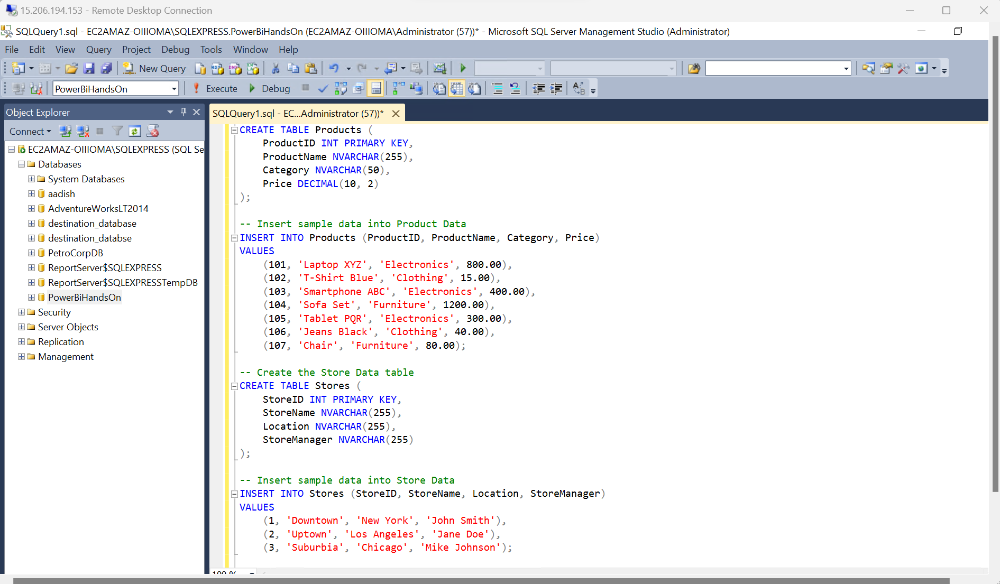 15.206.194.153 - Remote Desktop Connection
SQLQuery1.sql - EC2AMAZ-OIIIOMA\SQLEXPRESS.PowerBiHandsOn (EC2AMAZ-OIIIOMA\Administrator (57))* - Microsoft SQL Server Management Studio (Administrator)
File Edit View Query Project Debug Tools Window Help
New Query
PowerBiHandsOn Execute Debug
Object Explorer
Connect
EC2AMAZ-OIIIOMA\SQLEXPRESS (SQL Se
Databases
System Databases
aadish
AdventureWorksLT2014
destination_database
destination_databse
PetroCorpDB
ReportServer$SQLEXPRESS
ReportServer$SQLEXPRESSTempDB
PowerBiHandsOn
Security
Server Objects
Replication
Management
SQLQuery1.sql - EC...Administrator (57))*
CREATE TABLE Products (
    ProductID INT PRIMARY KEY,
    ProductName NVARCHAR(255),
    Category NVARCHAR(50),
    Price DECIMAL(10, 2)
);
-- Insert sample data into Product Data
INSERT INTO Products (ProductID, ProductName, Category, Price)
VALUES
    (101, 'Laptop XYZ', 'Electronics', 800.00),
    (102, 'T-Shirt Blue', 'Clothing', 15.00),
    (103, 'Smartphone ABC', 'Electronics', 400.00),
    (104, 'Sofa Set', 'Furniture', 1200.00),
    (105, 'Tablet PQR', 'Electronics', 300.00),
    (106, 'Jeans Black', 'Clothing', 40.00),
    (107, 'Chair', 'Furniture', 80.00);
-- Create the Store Data table
CREATE TABLE Stores (
    StoreID INT PRIMARY KEY,
    StoreName NVARCHAR(255),
    Location NVARCHAR(255),
    StoreManager NVARCHAR(255)
);
-- Insert sample data into Store Data
INSERT INTO Stores (StoreID, StoreName, Location, StoreManager)
VALUES
    (1, 'Downtown', 'New York', 'John Smith'),
    (2, 'Uptown', 'Los Angeles', 'Jane Doe'),
    (3, 'Suburbia', 'Chicago', 'Mike Johnson');
100 %